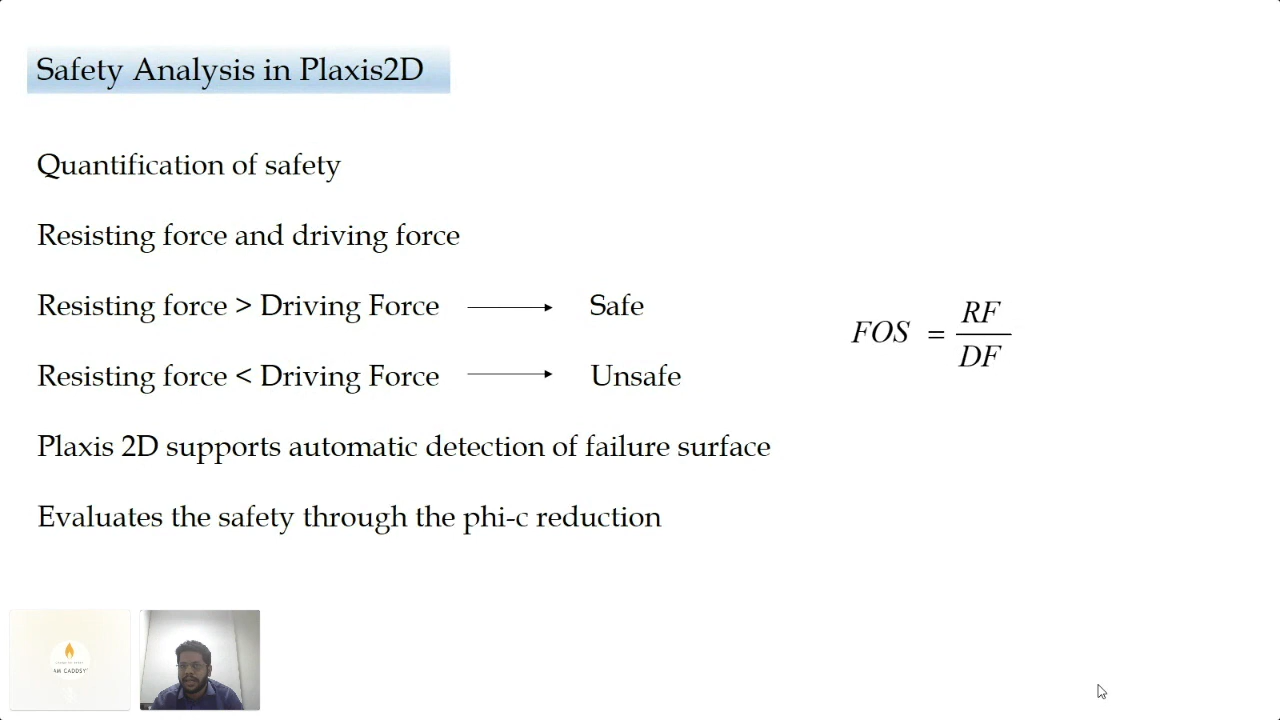 Safety Analysis in Plaxis2D
Quantification of safety
Resisting force and driving force
Resisting force > Driving Force → Safe
Resisting force < Driving Force → Unsafe
FOS = RF / DF
Plaxis 2D supports automatic detection of failure surface
Evaluates the safety through the phi-c reduction
AM CADDSY